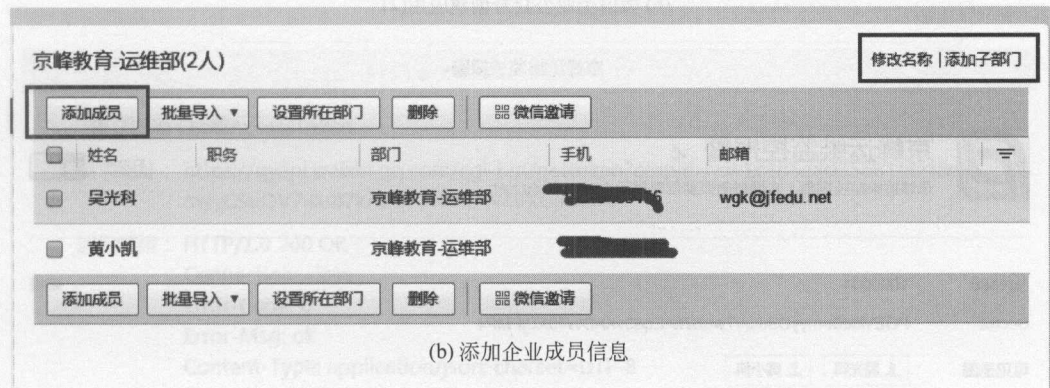 京峰教育-运维部(2人)
修改名称 | 添加子部门
添加成员 批量导入 ▼ 设置所在部门 删除 微信邀请
姓名 职务 部门 手机 邮箱
吴光科 京峰教育-运维部 wgk@jfedu.net
黄小凯 京峰教育-运维部
添加成员 批量导入 ▼ 设置所在部门 删除 微信邀请
(b) 添加企业成员信息